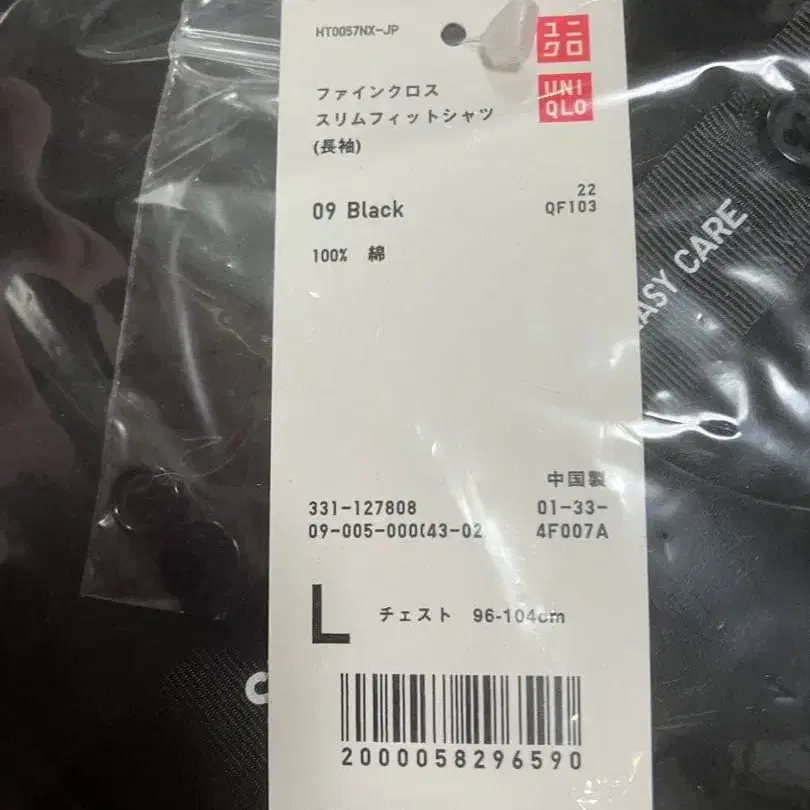 HT0057NX-JP
ユニ
クロ
UNI
QLO
ファインクロス
スリムフィットシャツ
(長袖)
09 Black
22
QF103
100% 綿
EASY CARE
中国製
331-127808
01-33-
09-005-000(43-02
4F007A
L チェスト 96-104cm
2000058296590